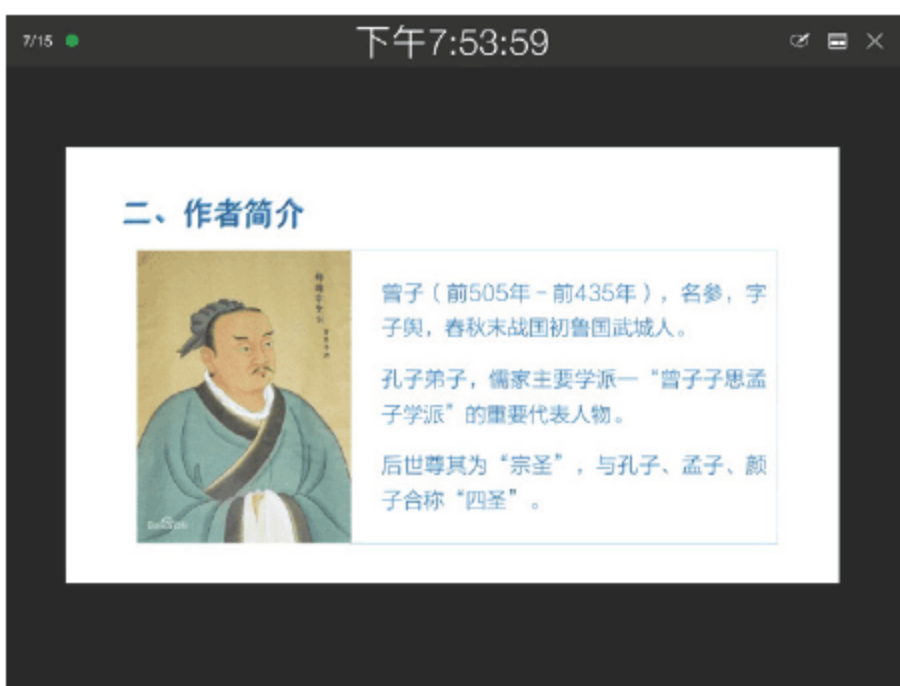 7/15
下午7:53:59
二、作者简介
曾子（前505年－前435年），名参，字
子舆，春秋末战国初鲁国武城人。
孔子弟子，儒家主要学派一“曾子子思孟
子学派”的重要代表人物。
后世尊其为“宗圣”，与孔子、孟子、颜
子合称“四圣”。